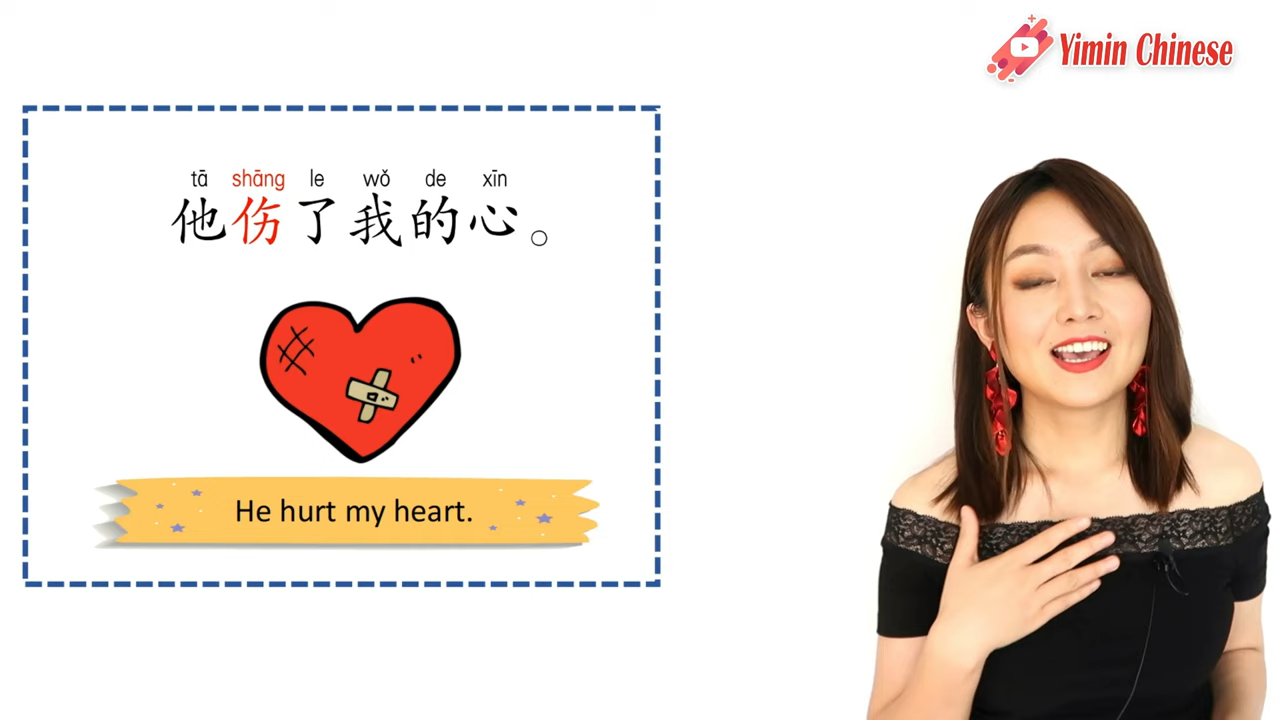 Yimin Chinese
tā shāng le wǒ de xīn
他伤了我的心。
He hurt my heart.